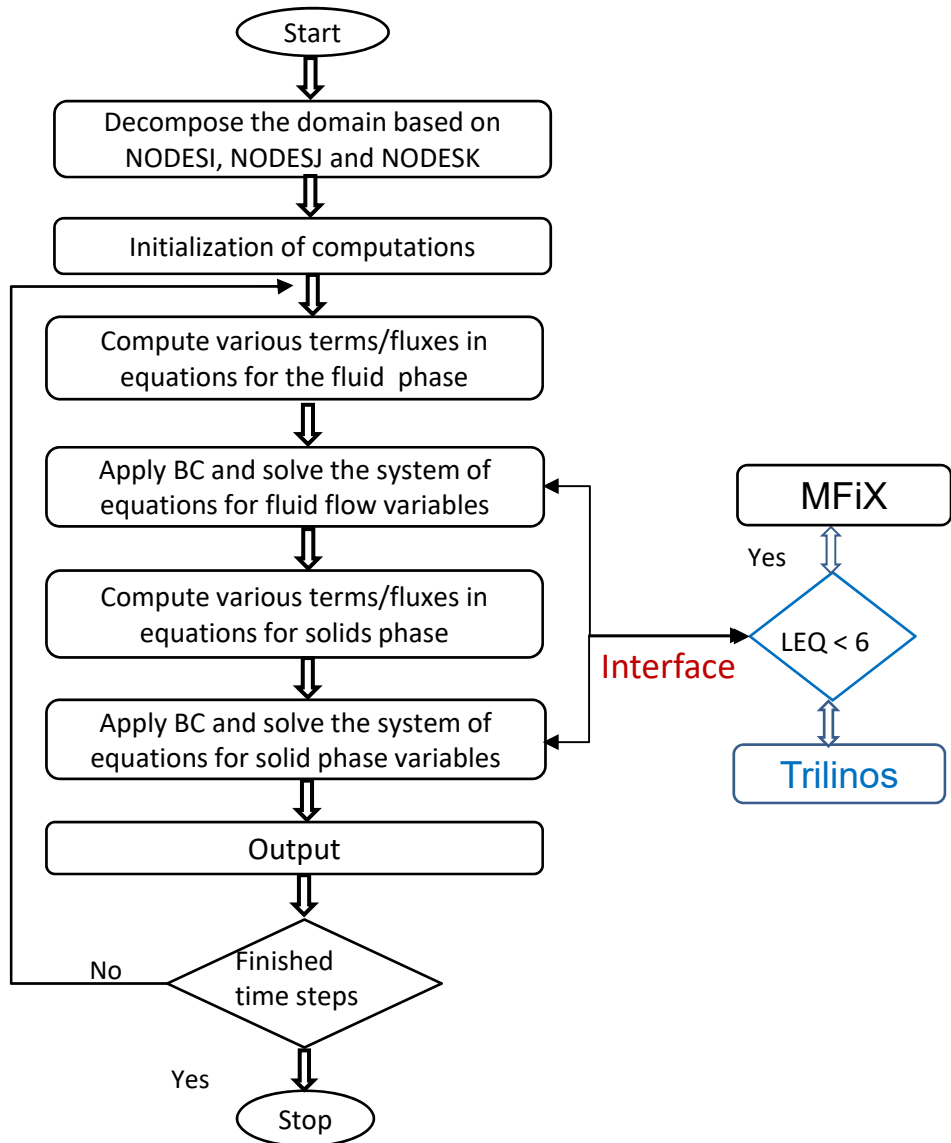 Start
Decompose the domain based on
NODESI, NODESJ and NODESK
Initialization of computations
Compute various terms/fluxes in
equations for the fluid phase
Apply BC and solve the system of
equations for fluid flow variables
Compute various terms/fluxes in
equations for solids phase
Apply BC and solve the system of
equations for solid phase variables
Output
Finished
time steps
No
Yes
Stop
Interface
MFiX
Yes
LEQ < 6
Trilinos